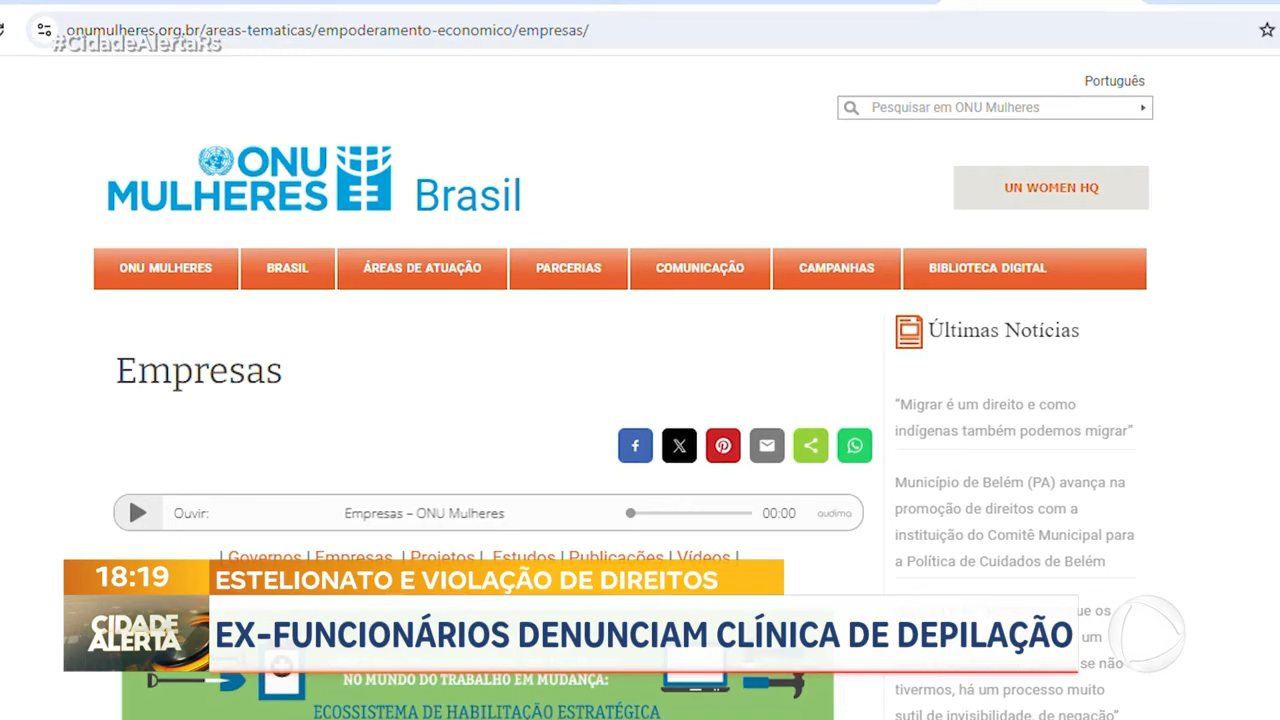 onumulheres.org.br/areas-tematicas/empoderamento-economico/empresas/
#CidadeAlertaRs
Português
Pesquisar em ONU Mulheres
ONU
MULHERES
Brasil
UN WOMEN HQ
ONU MULHERES
BRASIL
ÁREAS DE ATUAÇÃO
PARCERIAS
COMUNICAÇÃO
CAMPANHAS
BIBLIOTECA DIGITAL
Últimas Notícias
Empresas
"Migrar é um direito e como
indígenas também podemos migrar"
Ouvir:
Empresas – ONU Mulheres
00:00
audima
Município de Belém (PA) avança na
promoção de direitos com a
instituição do Comitê Municipal para
a Política de Cuidados de Belém
| Governos | Empresas | Projetos | Estudos | Publicações | Vídeos |
18:19
ESTELIONATO E VIOLAÇÃO DE DIREITOS
CIDADE
ALERTA
EX-FUNCIONÁRIOS DENUNCIAM CLÍNICA DE DEPILAÇÃO
que os
um
se não
tivermos, há um processo muito
sutil de invisibilidade, de negação"
NO MUNDO DO TRABALHO EM MUDANÇA:
ECOSSISTEMA DE HABILITAÇÃO ESTRATÉGICA